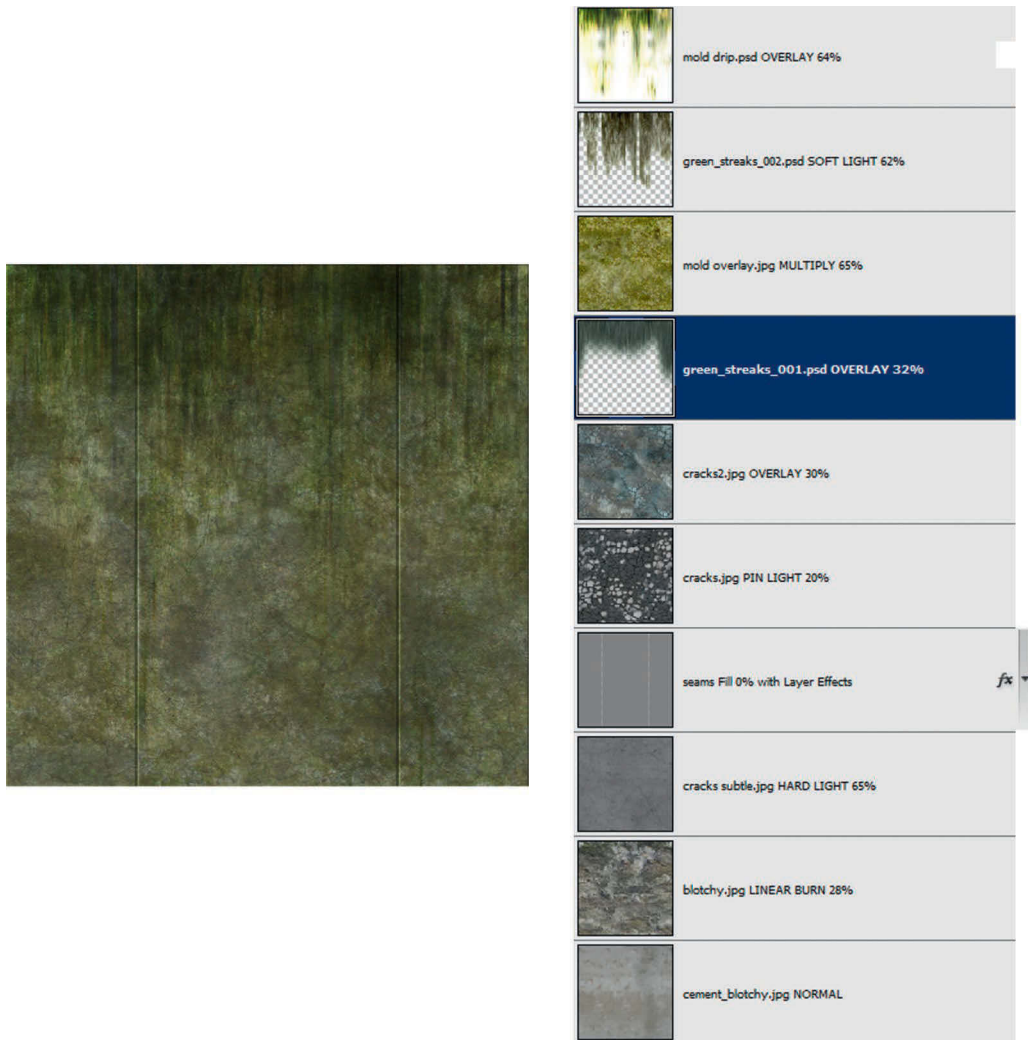 mold drip.psd OVERLAY 64%
green_streaks_002.psd SOFT LIGHT 62%
mold overlay.jpg MULTIPLY 65%
green_streaks_001.psd OVERLAY 32%
cracks2.jpg OVERLAY 30%
cracks.jpg PIN LIGHT 20%
seams Fill 0% with Layer Effects fx
cracks subtle.jpg HARD LIGHT 65%
blotchy.jpg LINEAR BURN 28%
cement_blotchy.jpg NORMAL